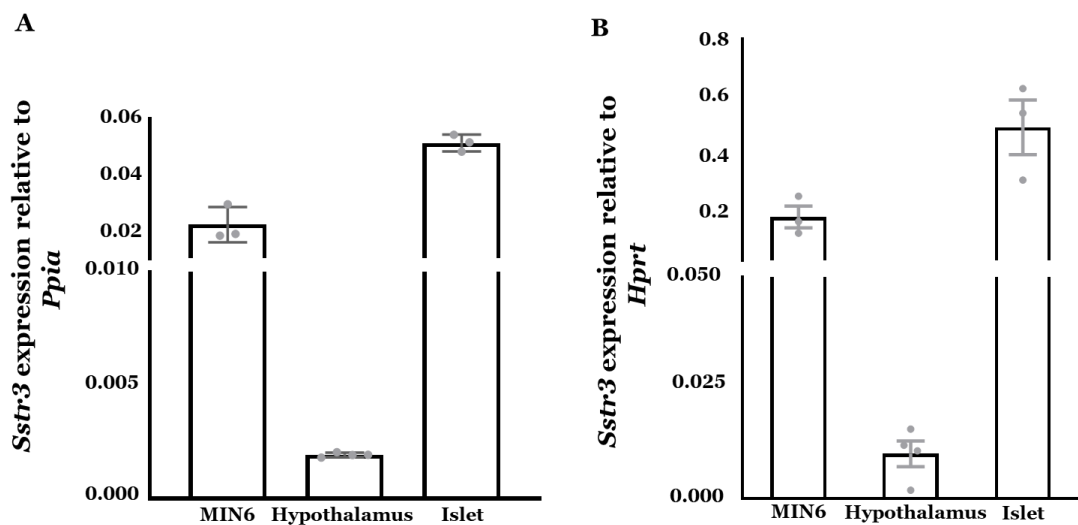 A
Sstr3 expression relative to
Ppia
0.06
0.04
0.02
0.010
0.005
0.000
MIN6 Hypothalamus Islet
B
Sstr3 expression relative to
Hprt
0.8
0.6
0.4
0.2
0.050
0.025
0.000
MIN6 Hypothalamus Islet